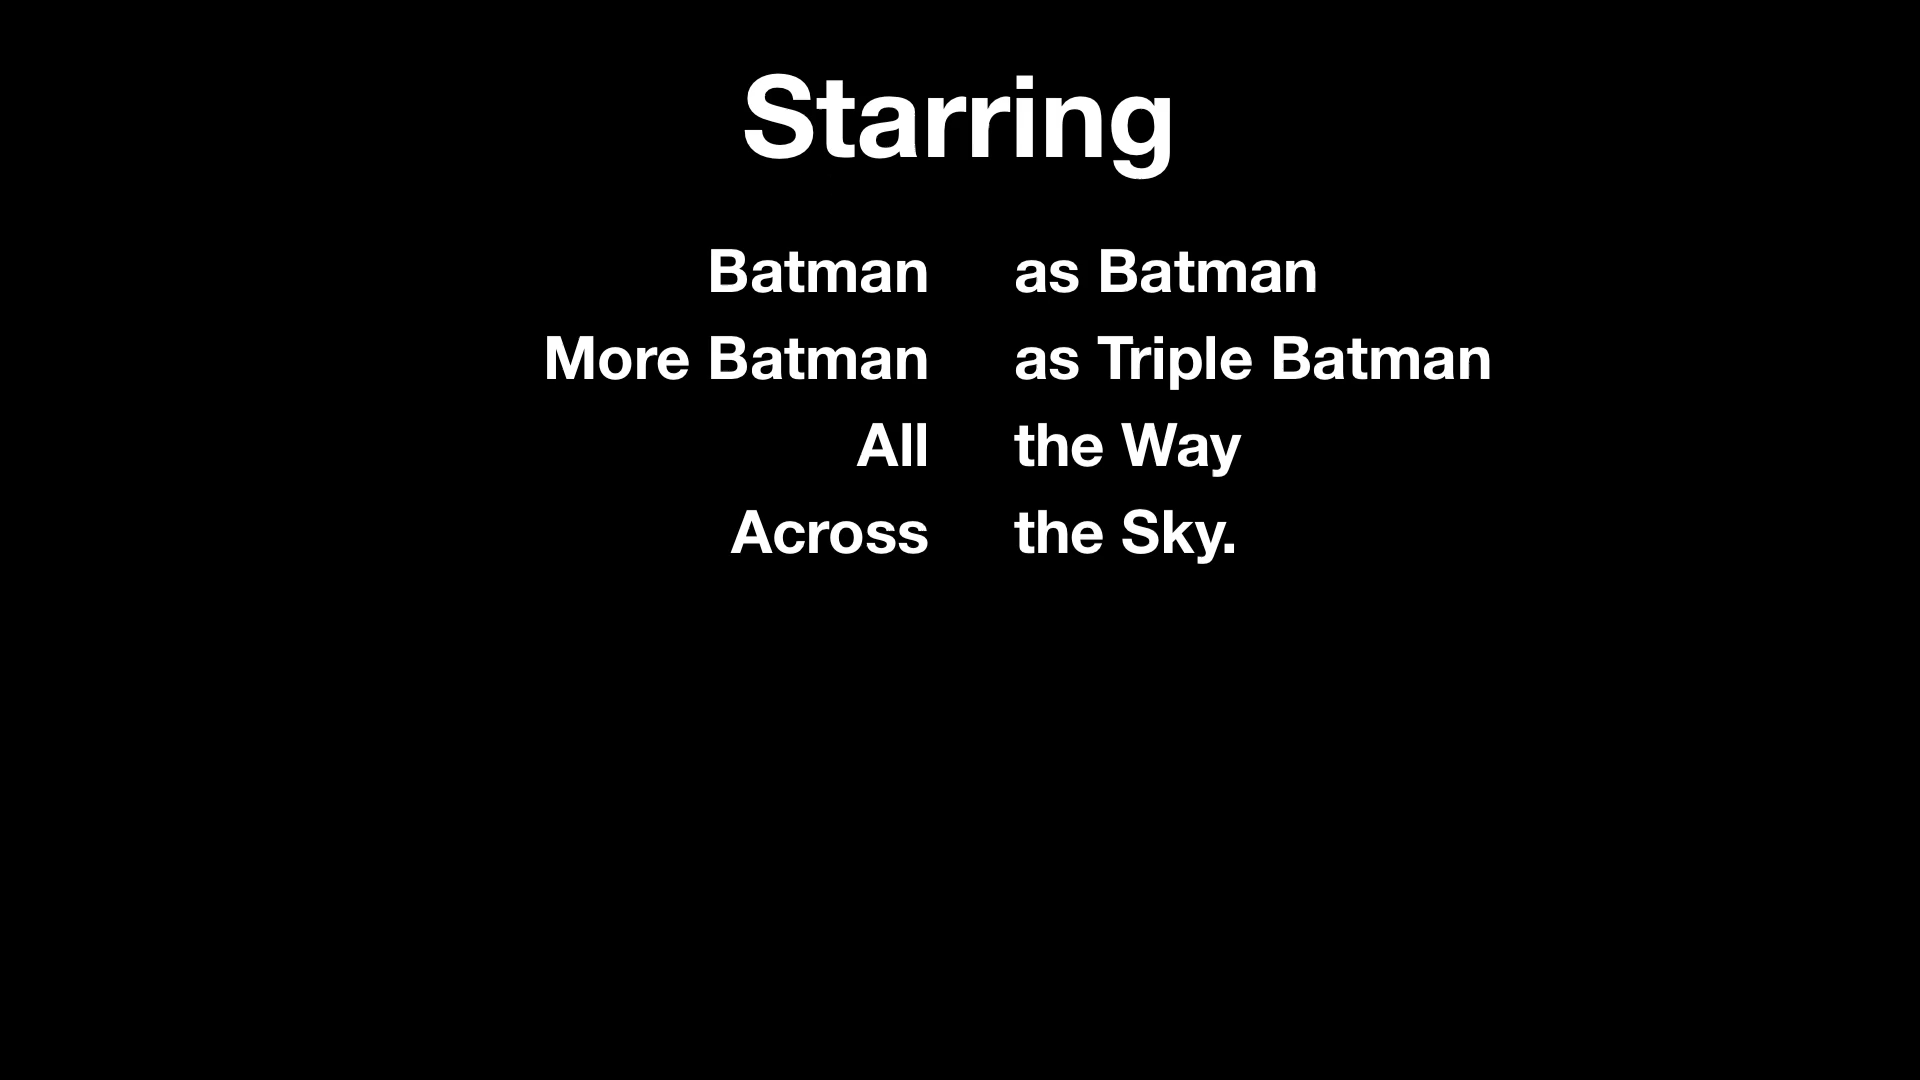 Starring
Batman as Batman
More Batman as Triple Batman
All the Way
Across the Sky.